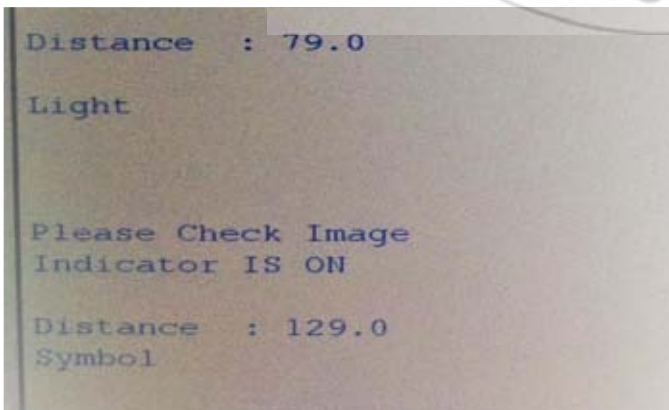 Distance : 79.0
Light
Please Check Image
Indicator IS ON
Distance : 129.0
Symbol